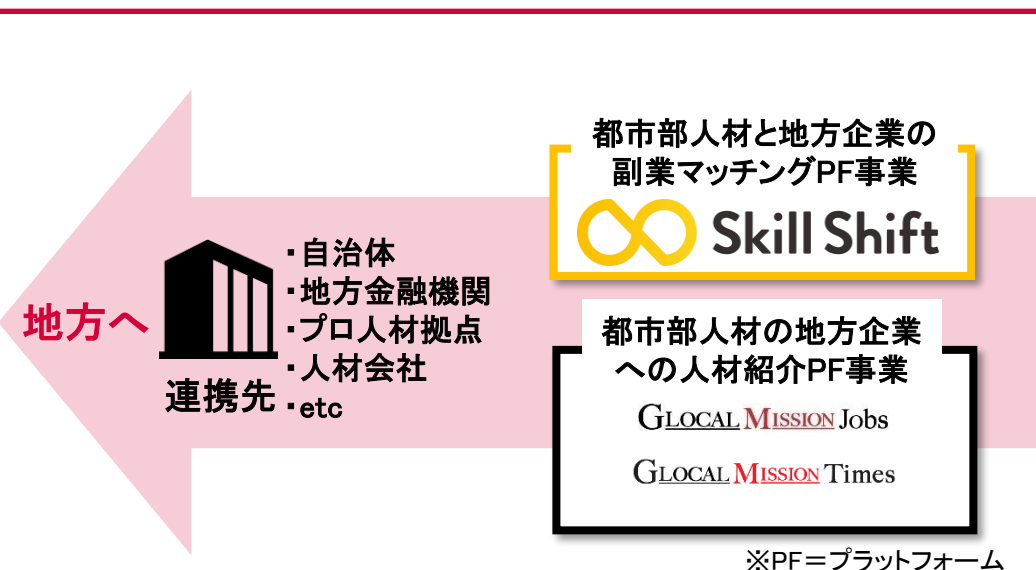 都市部人材と地方企業の
副業マッチングPF事業
Skill Shift
地方へ
連携先
・自治体
・地方金融機関
・プロ人材拠点
・人材会社
・etc
都市部人材の地方企業
への人材紹介PF事業
GLOCAL MISSION Jobs
GLOCAL MISSION Times
※PF＝プラットフォーム